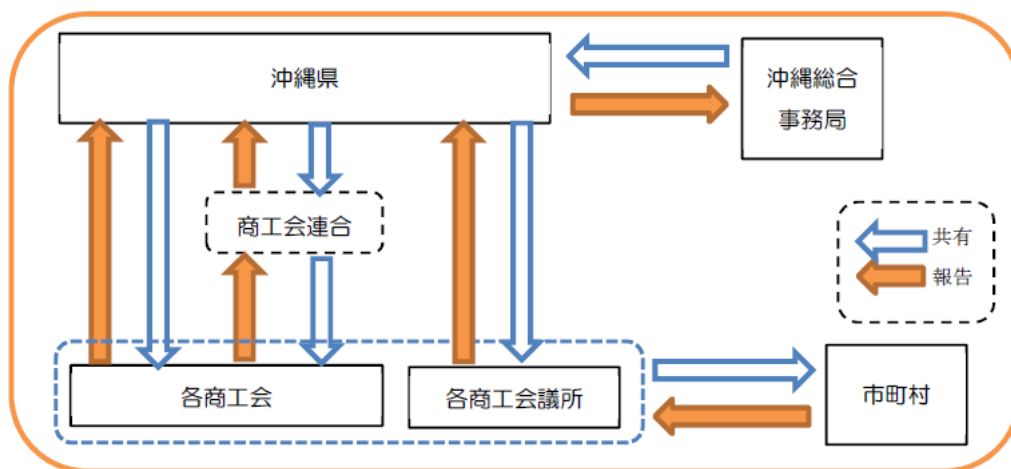 沖縄県
沖縄総合
事務局
商工会連合
共有
報告
各商工会
各商工会議所
市町村